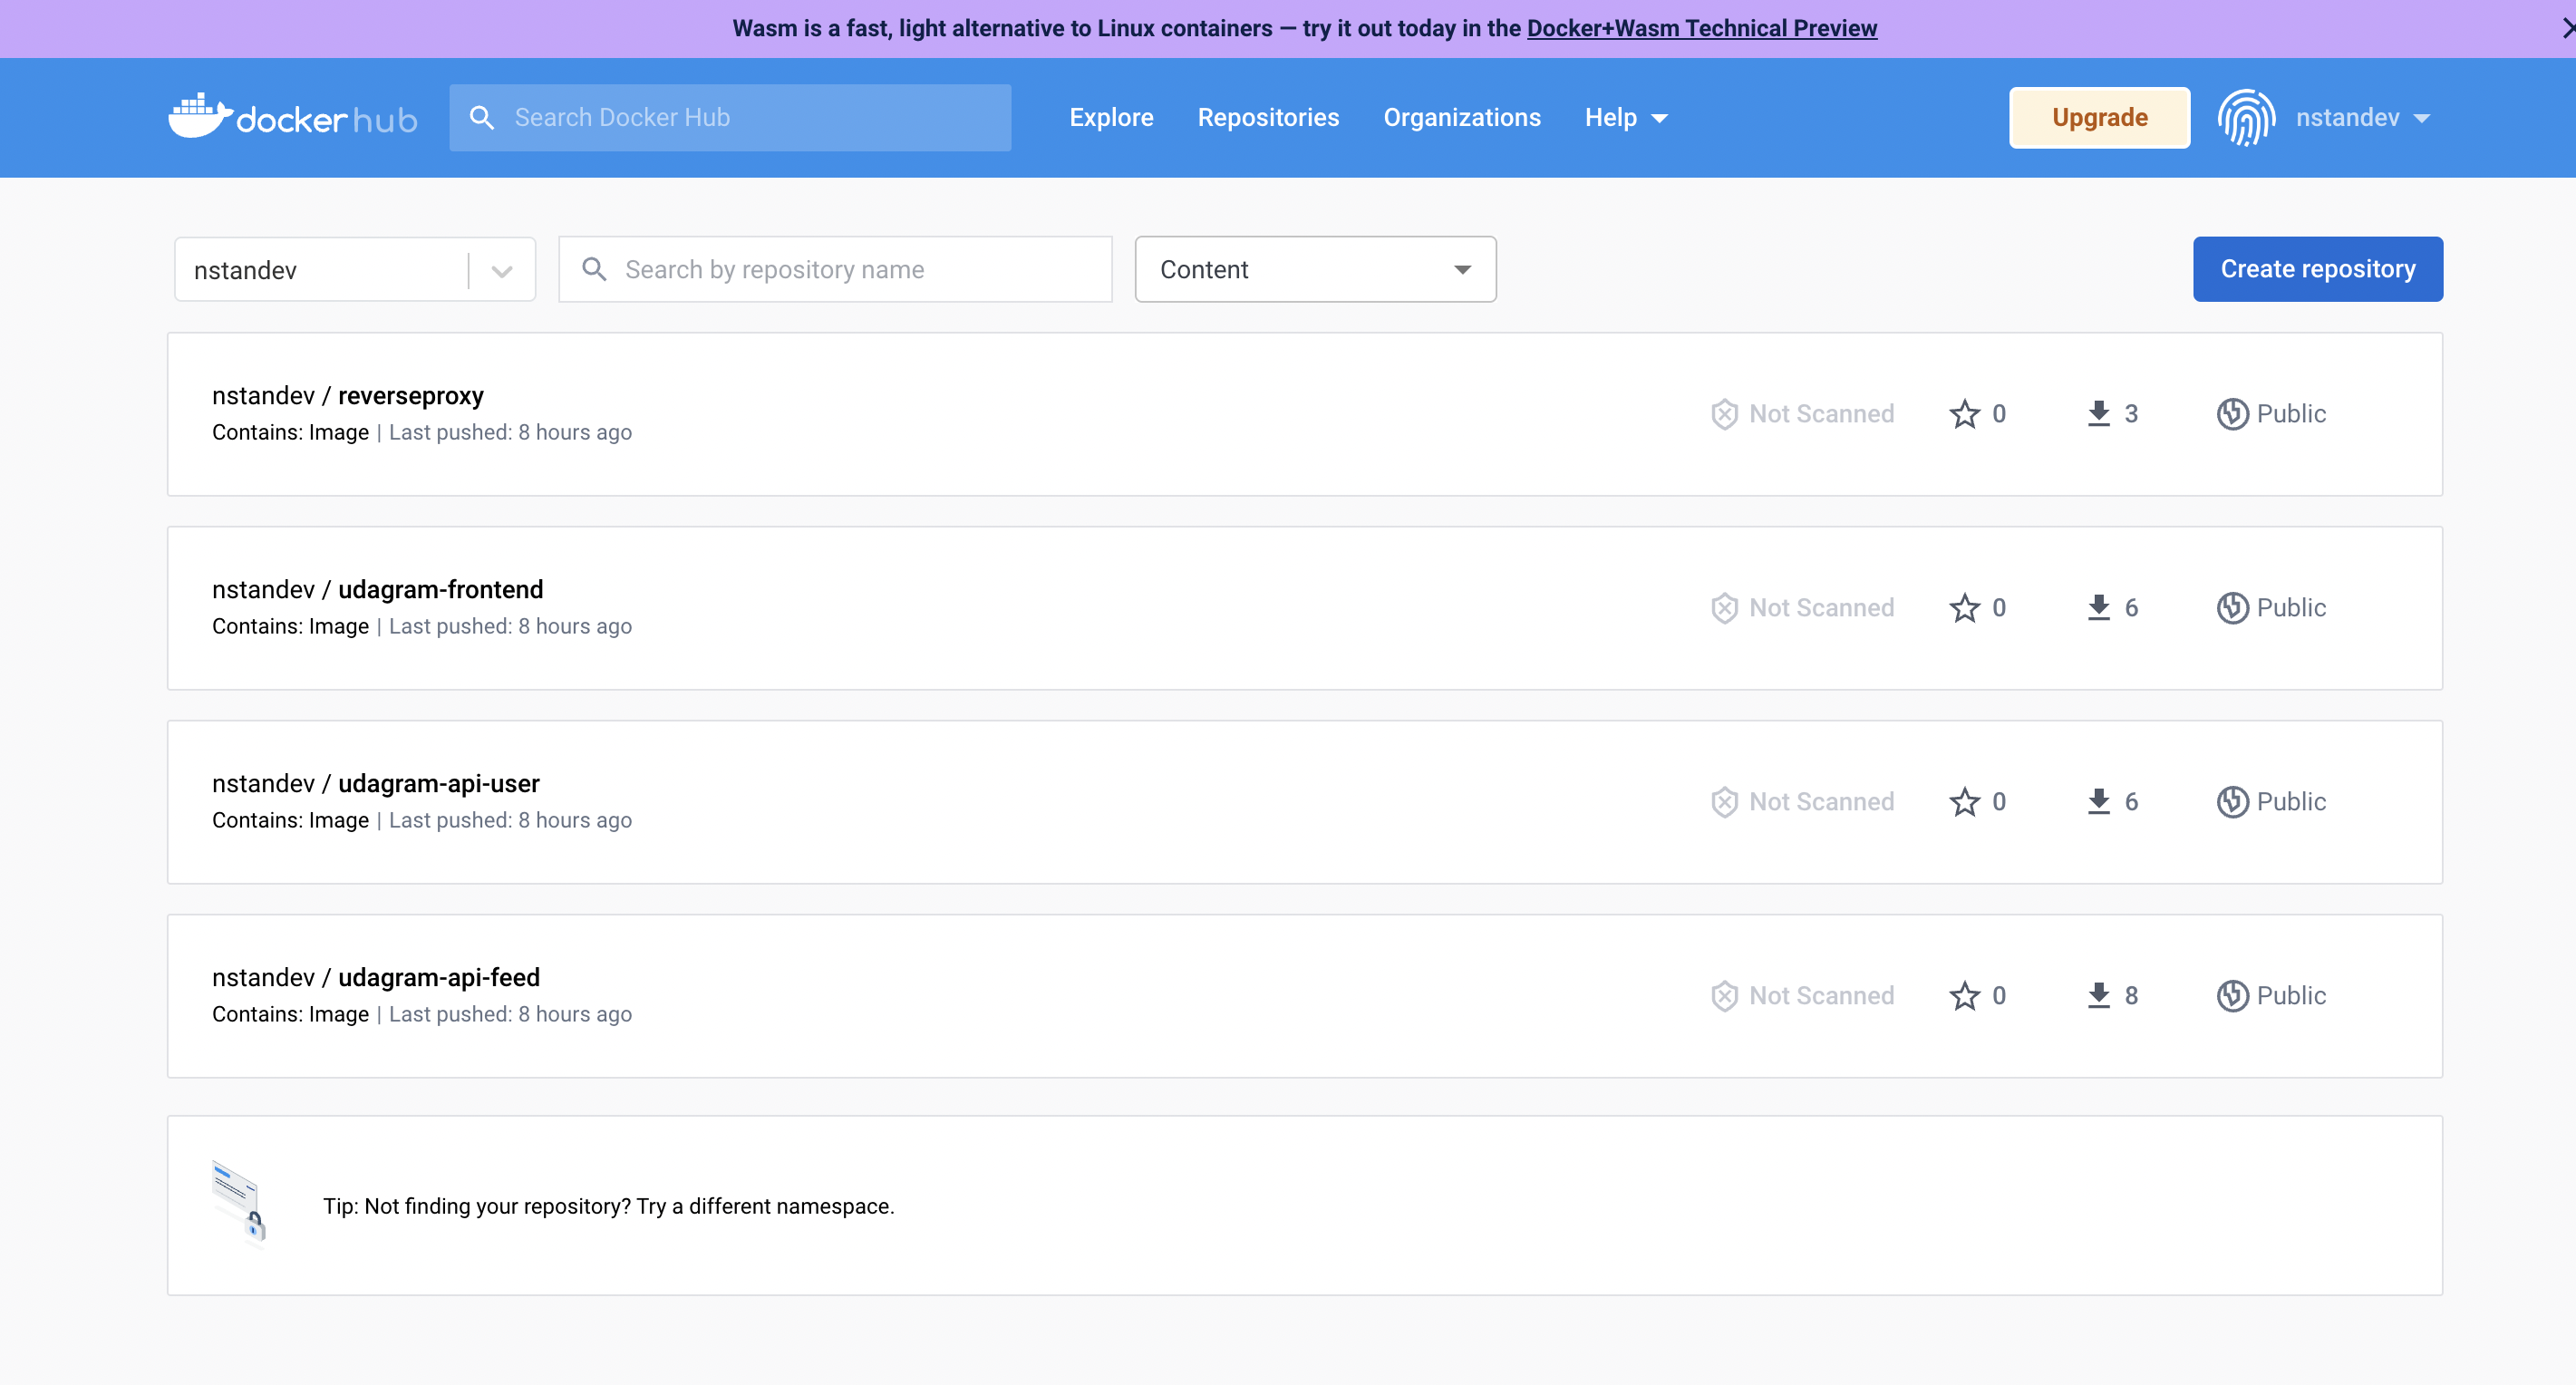 Wasm is a fast, light alternative to Linux containers — try it out today in the Docker+Wasm Technical Preview
dockerhub
Search Docker Hub
Explore
Repositories
Organizations
Help
Upgrade
nstandev
nstandev
Search by repository name
Content
Create repository
nstandev / reverseproxy
Contains: Image | Last pushed: 8 hours ago
Not Scanned
0
3
Public
nstandev / udagram-frontend
Contains: Image | Last pushed: 8 hours ago
Not Scanned
0
6
Public
nstandev / udagram-api-user
Contains: Image | Last pushed: 8 hours ago
Not Scanned
0
6
Public
nstandev / udagram-api-feed
Contains: Image | Last pushed: 8 hours ago
Not Scanned
0
8
Public
Tip: Not finding your repository? Try a different namespace.